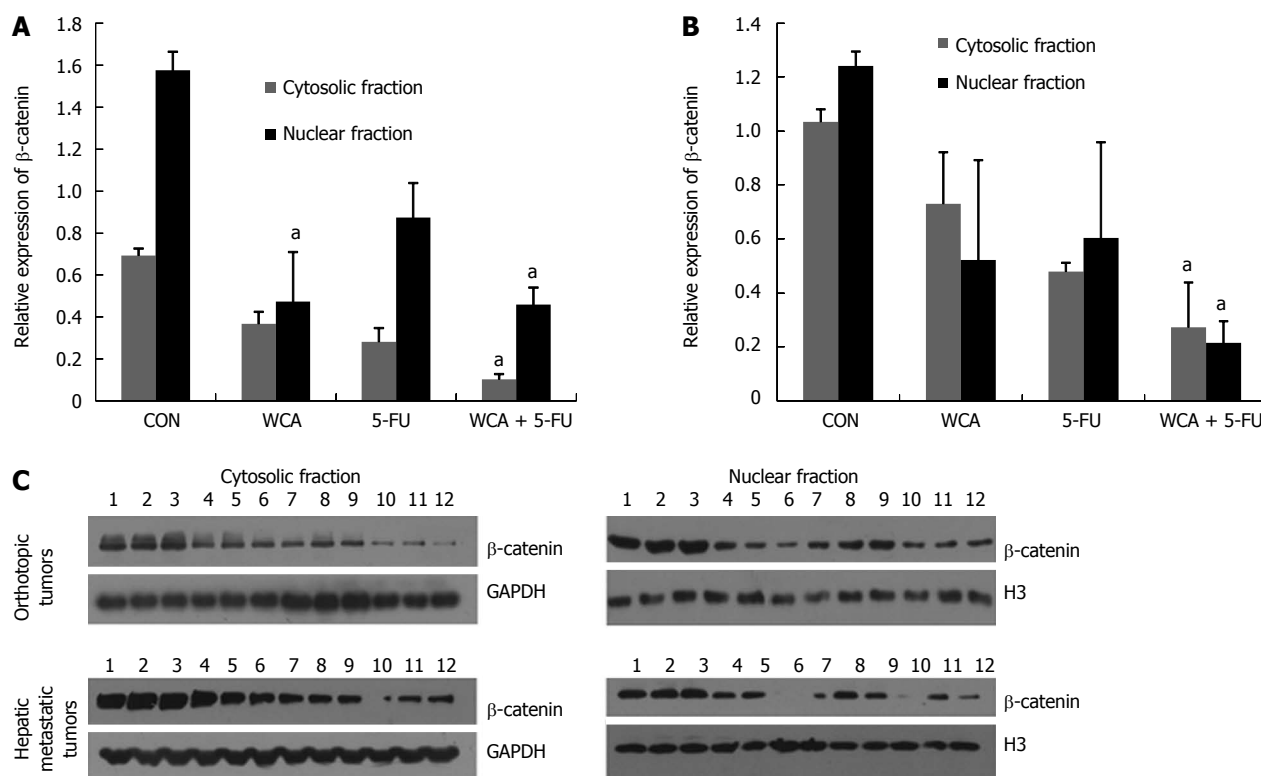 A
Relative expression of β-catenin
1.8
1.6
1.4
1.2
1.0
0.8
0.6
0.4
0.2
0
Cytosolic fraction
Nuclear fraction
a
a
a
CON
WCA
5-FU
WCA + 5-FU
B
Relative expression of β-catenin
1.4
1.2
1.0
0.8
0.6
0.4
0.2
0
Cytosolic fraction
Nuclear fraction
a
a
CON
WCA
5-FU
WCA + 5-FU
C
Cytosolic fraction
1 2 3 4 5 6 7 8 9 10 11 12
Orthotopic
tumors
β-catenin
GAPDH
Nuclear fraction
1 2 3 4 5 6 7 8 9 10 11 12
β-catenin
H3
1 2 3 4 5 6 7 8 9 10 11 12
Hepatic
metastatic
tumors
β-catenin
GAPDH
1 2 3 4 5 6 7 8 9 10 11 12
β-catenin
H3